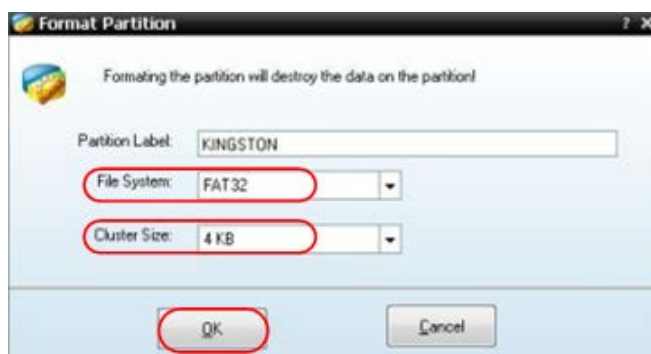 Format Partition ? X
Formating the partition will destroy the data on the partition!
Partition Label: KINGSTON
File System: FAT32
Cluster Size: 4 KB
OK Cancel